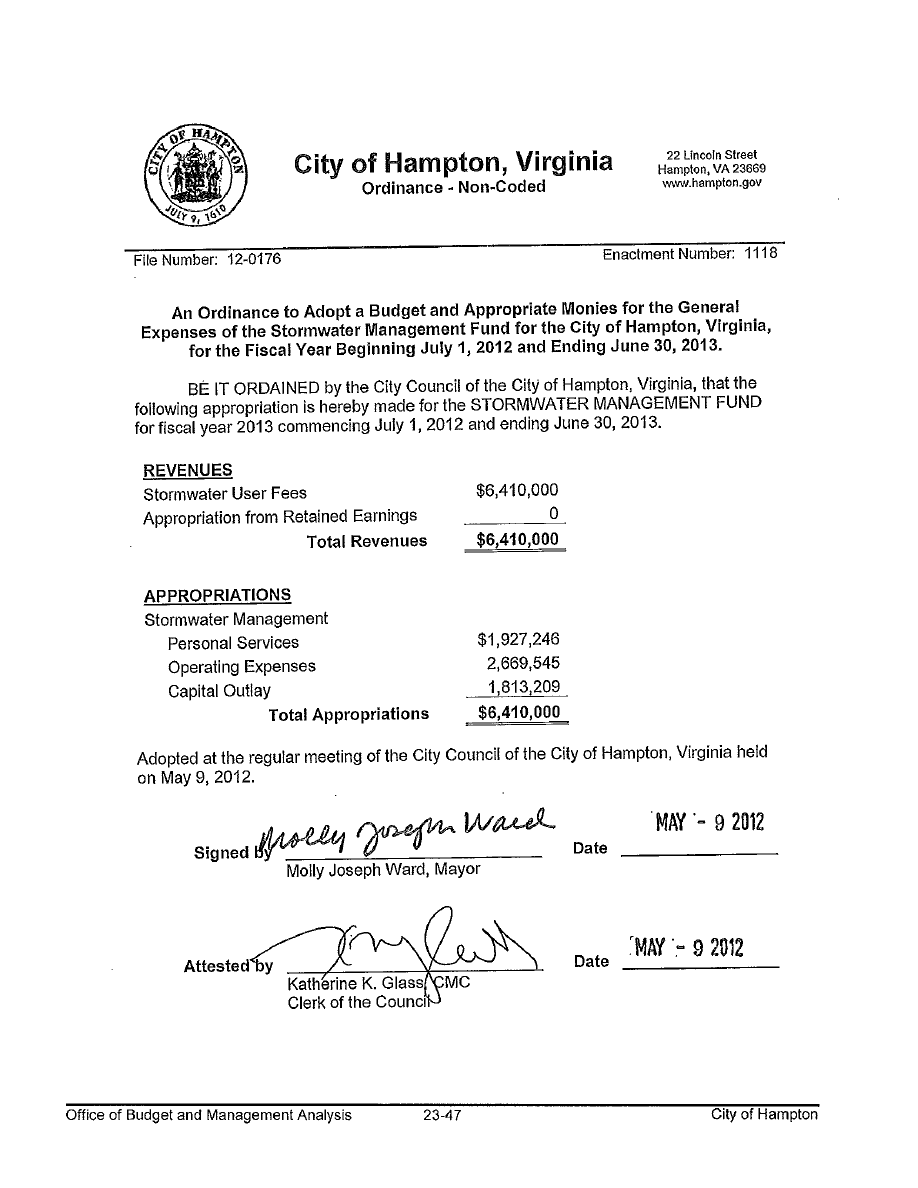 CITY OF HAMPTON
JULY 9, 1610
City of Hampton, Virginia
Ordinance - Non-Coded
22 Lincoln Street
Hampton, VA 23669
www.hampton.gov
File Number: 12-0176
Enactment Number: 1118
An Ordinance to Adopt a Budget and Appropriate Monies for the General
Expenses of the Stormwater Management Fund for the City of Hampton, Virginia,
for the Fiscal Year Beginning July 1, 2012 and Ending June 30, 2013.
BE IT ORDAINED by the City Council of the City of Hampton, Virginia, that the
following appropriation is hereby made for the STORMWATER MANAGEMENT FUND
for fiscal year 2013 commencing July 1, 2012 and ending June 30, 2013.
REVENUES
Stormwater User Fees $6,410,000
Appropriation from Retained Earnings 0
Total Revenues $6,410,000
APPROPRIATIONS
Stormwater Management
Personal Services $1,927,246
Operating Expenses 2,669,545
Capital Outlay 1,813,209
Total Appropriations $6,410,000
Adopted at the regular meeting of the City Council of the City of Hampton, Virginia held
on May 9, 2012.
Molly Joseph Ward
MAY - 9 2012
Signed by
Date
Molly Joseph Ward, Mayor
MAY - 9 2012
Attested by
Date
Katherine K. Glass, CMC
Clerk of the Council
Office of Budget and Management Analysis 23-47 City of Hampton